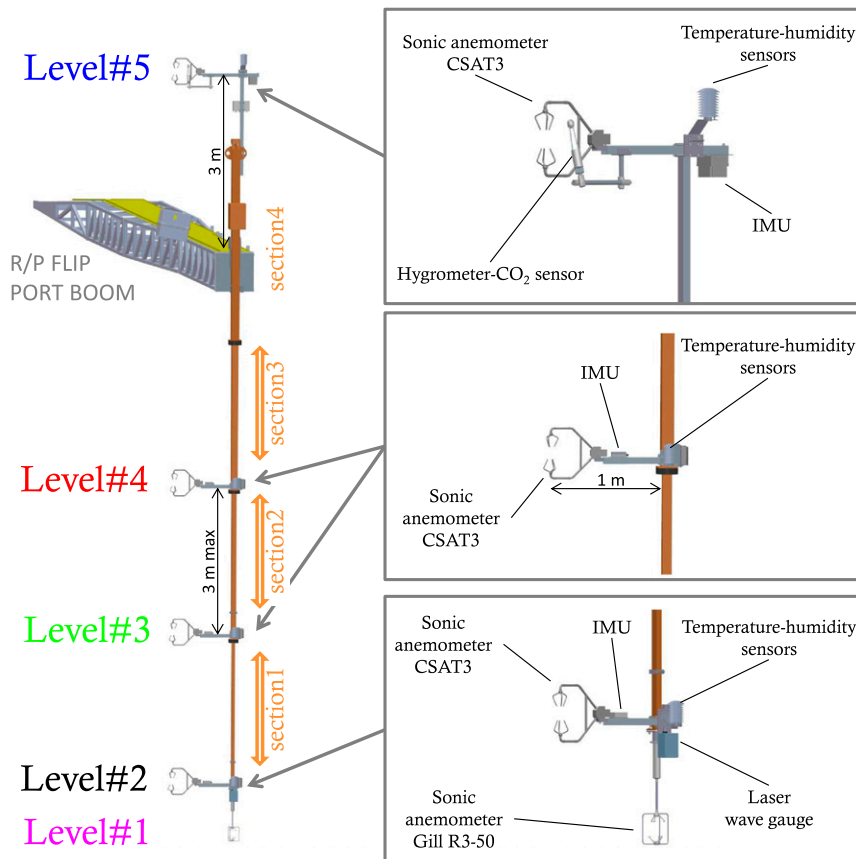 Level#5
3 m
R/P FLIP
PORT BOOM
section4
section3
Level#4
3 m max
section2
Level#3
section1
Level#2
Level#1
Sonic anemometer
CSAT3
Temperature-humidity
sensors
IMU
Hygrometer-CO₂ sensor
Temperature-humidity
sensors
IMU
1 m
Sonic
anemometer
CSAT3
Sonic
anemometer
CSAT3
IMU
Temperature-humidity
sensors
Sonic
anemometer
Gill R3-50
Laser
wave gauge